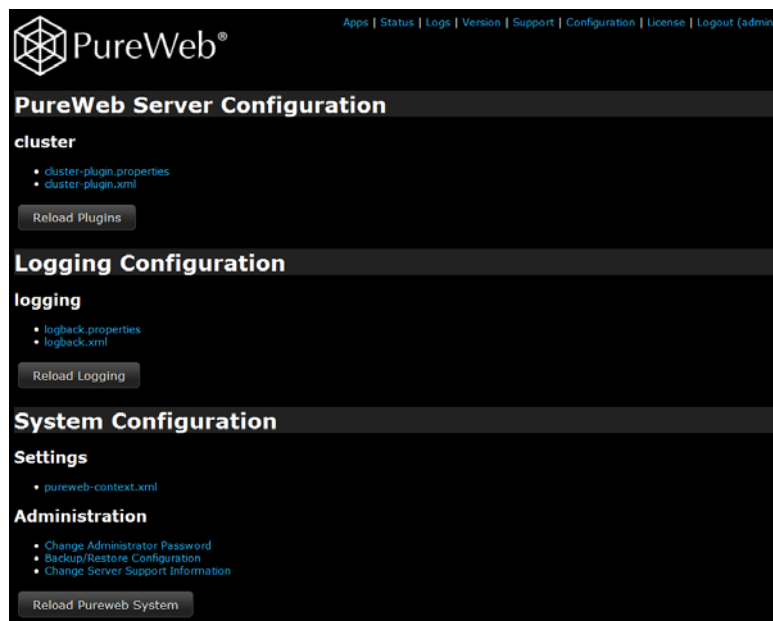 PureWeb®
Apps | Status | Logs | Version | Support | Configuration | License | Logout (admin
PureWeb Server Configuration
cluster
• cluster-plugin.properties
• cluster-plugin.xml
Reload Plugins
Logging Configuration
logging
• logback.properties
• logback.xml
Reload Logging
System Configuration
Settings
• pureweb-context.xml
Administration
• Change Administrator Password
• Backup/Restore Configuration
• Change Server Support Information
Reload Pureweb System